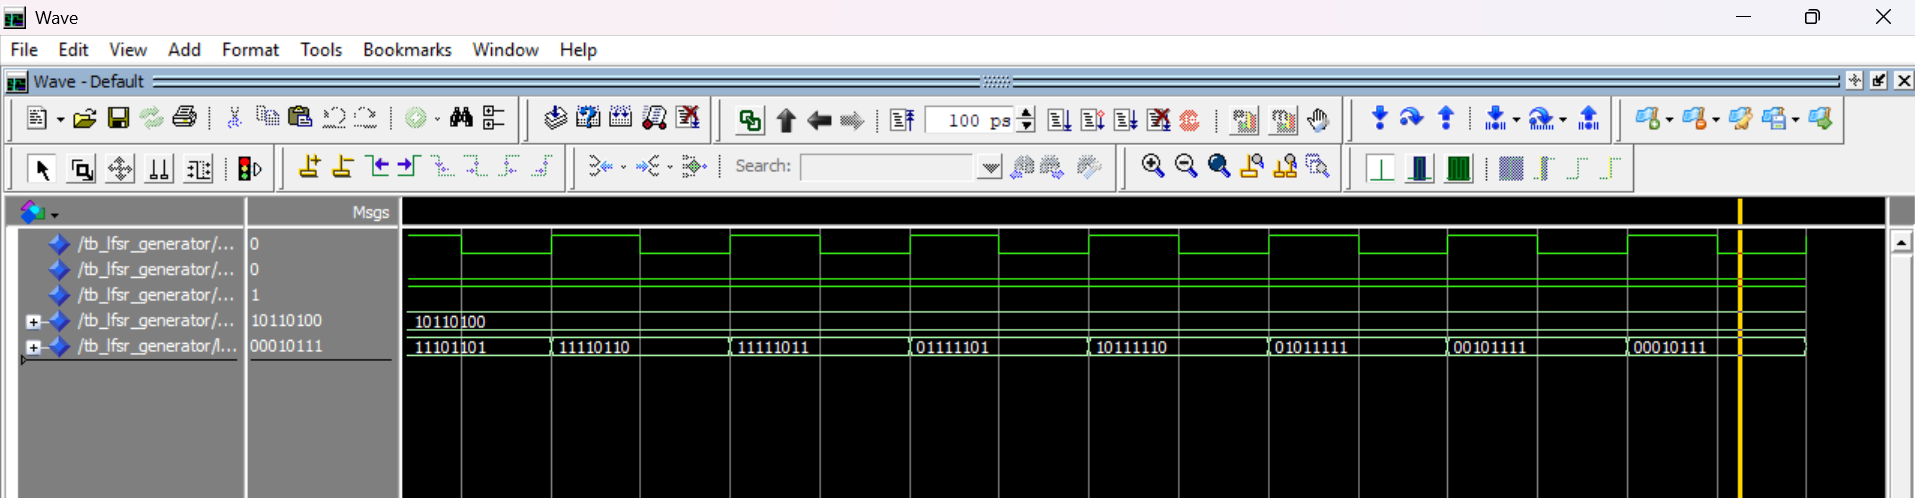 Wave
File Edit View Add Format Tools Bookmarks Window Help
Wave - Default
100 ps
Search:
Msgs
/tb_lfsr_generator/... 0
/tb_lfsr_generator/... 0
/tb_lfsr_generator/... 1
/tb_lfsr_generator/... 10110100 10110100
/tb_lfsr_generator/l... 00010111 11101101 11110110 11111011 01111101 10111110 01011111 00101111 00010111